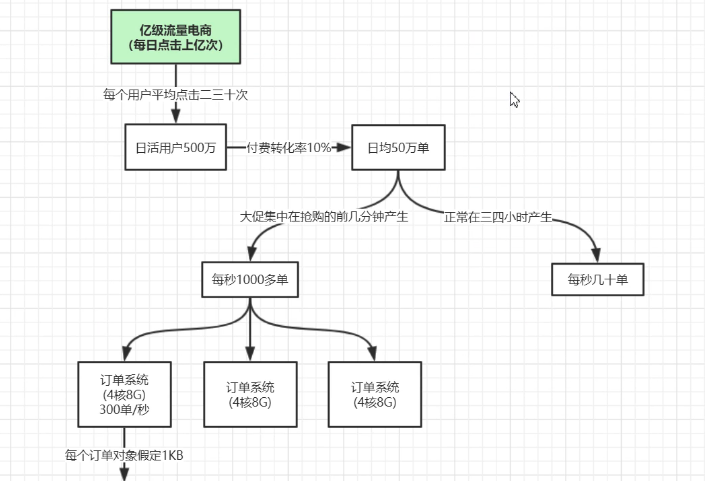 亿级流量电商
（每日点击上亿次）
每个用户平均点击二三十次
日活用户500万
付费转化率10%
日均50万单
大促集中在抢购的前几分钟产生
正常在三四小时产生
每秒1000多单
每秒几十单
订单系统
(4核8G)
300单/秒
订单系统
(4核8G)
订单系统
(4核8G)
每个订单对象假定1KB